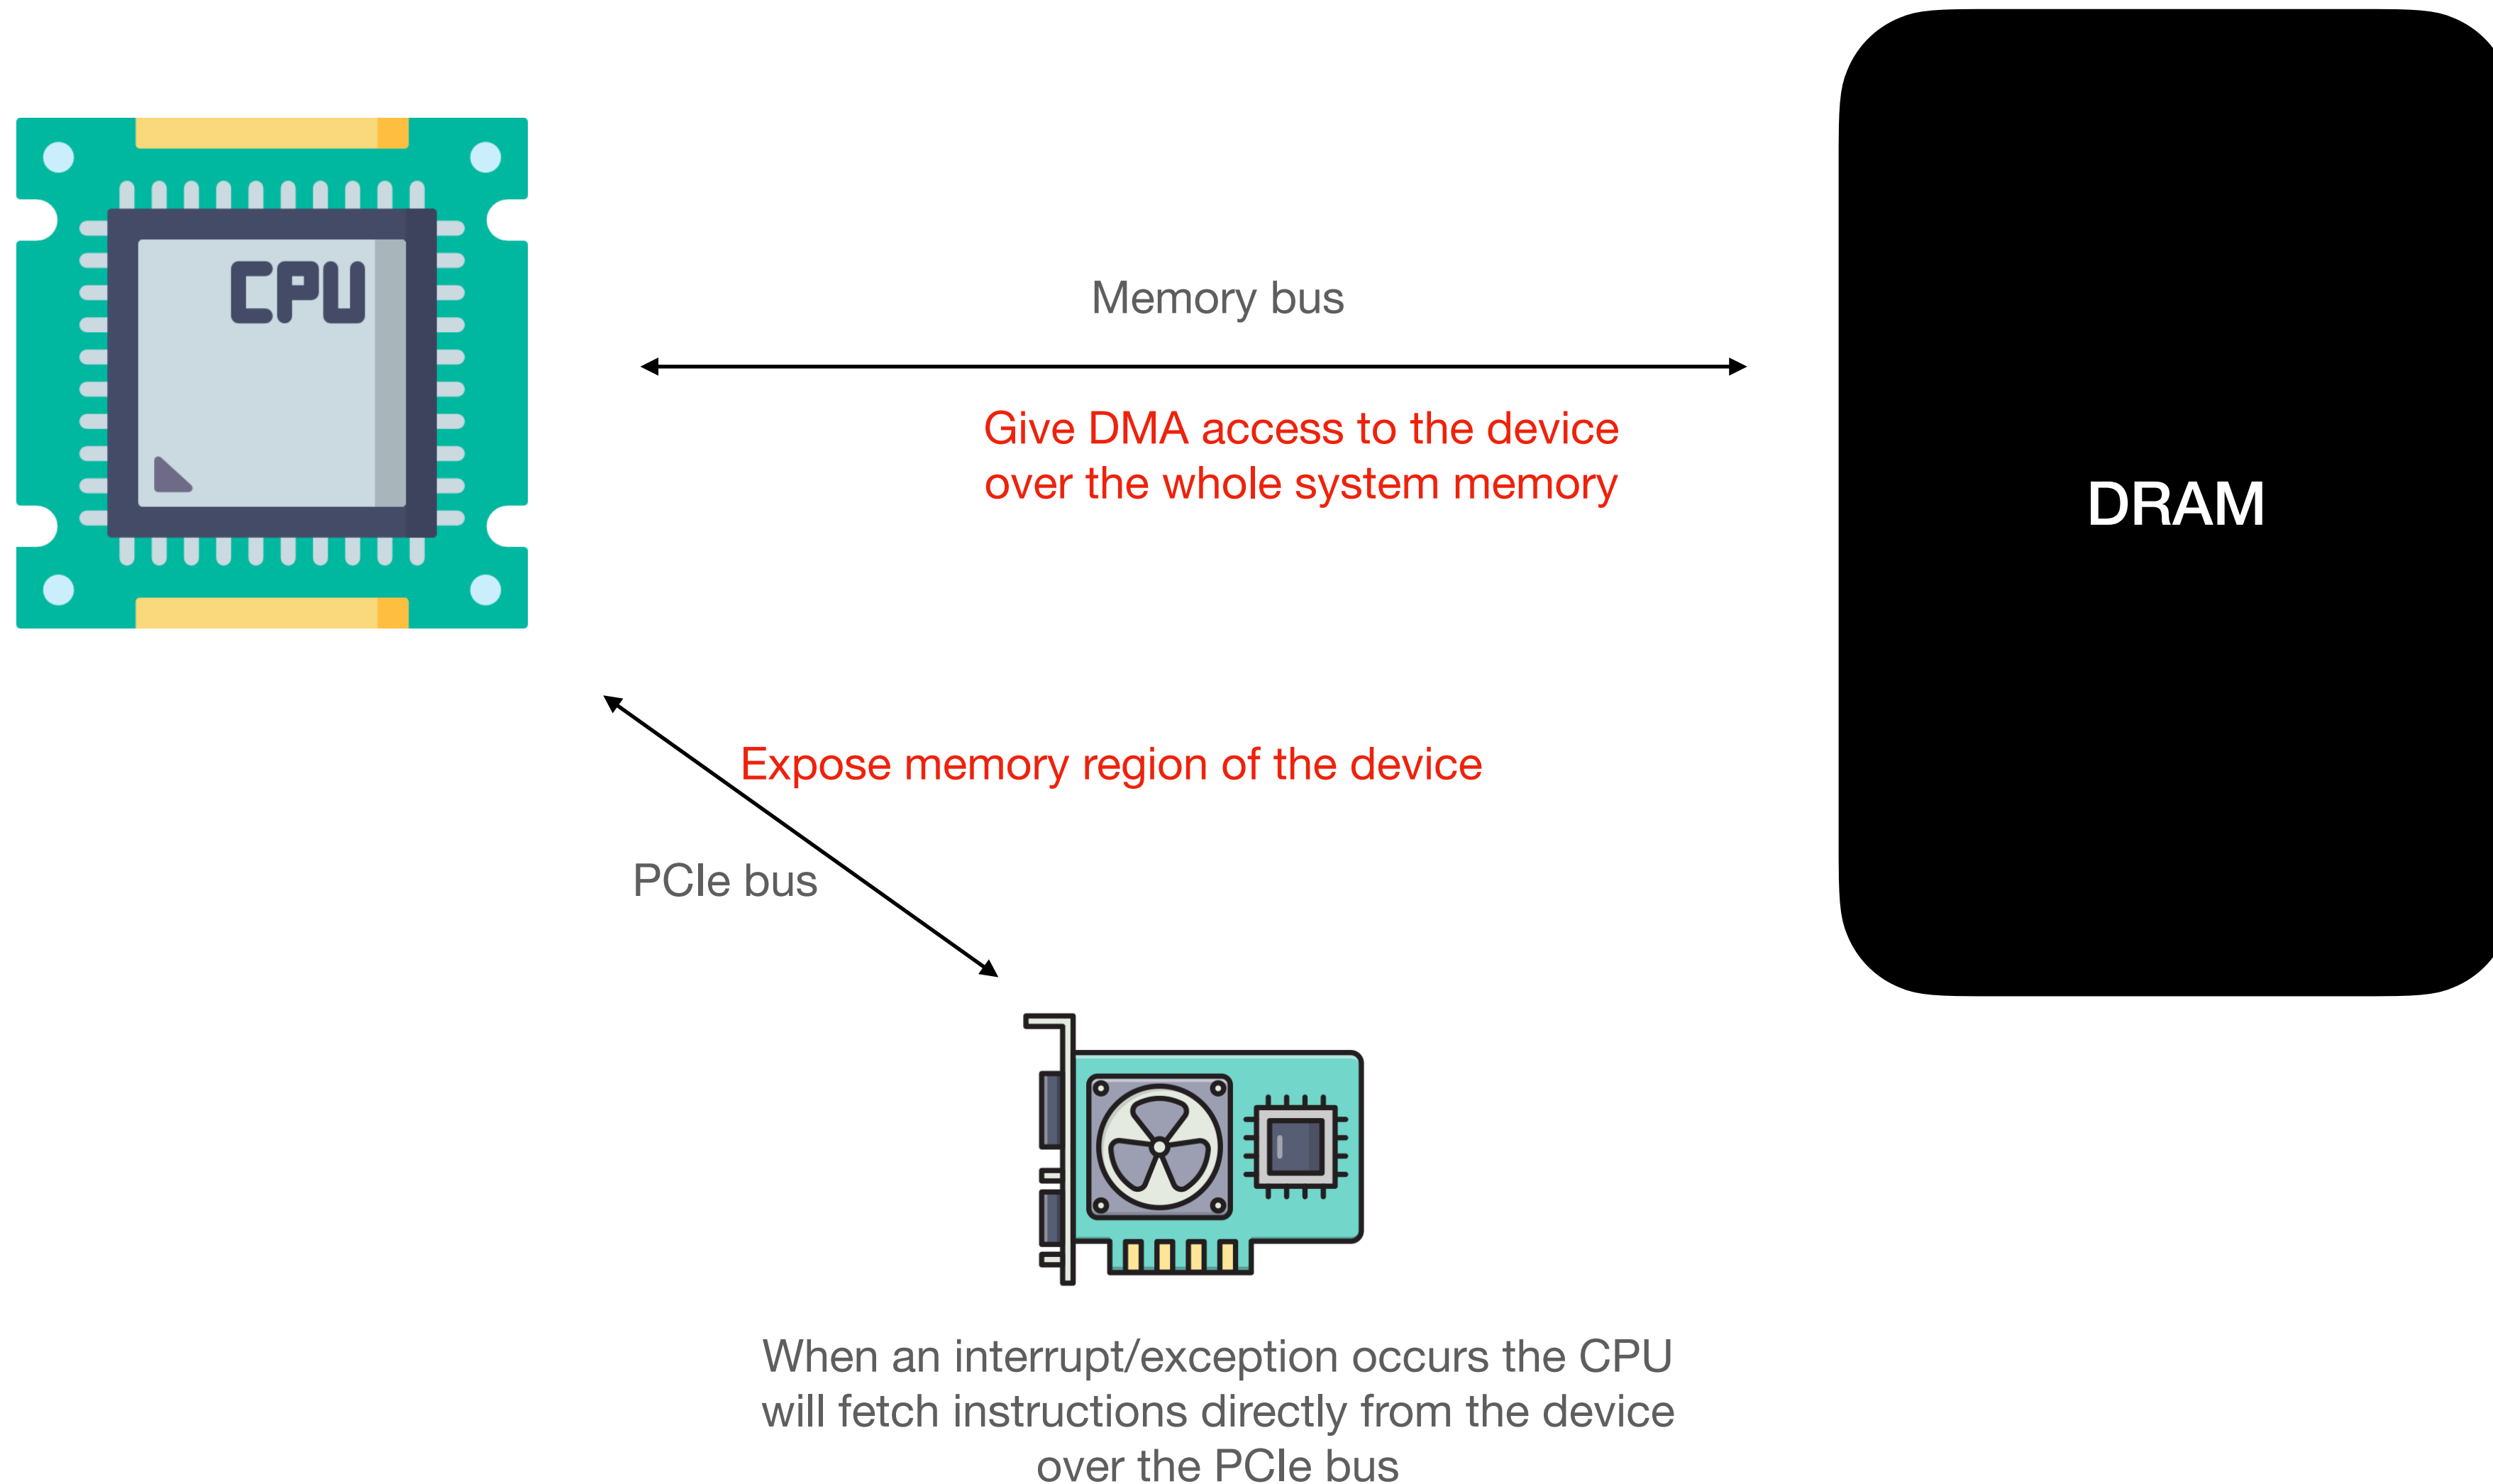 CPU
Memory bus
Give DMA access to the device
over the whole system memory
DRAM
Expose memory region of the device
PCIe bus
When an interrupt/exception occurs the CPU
will fetch instructions directly from the device
over the PCIe bus